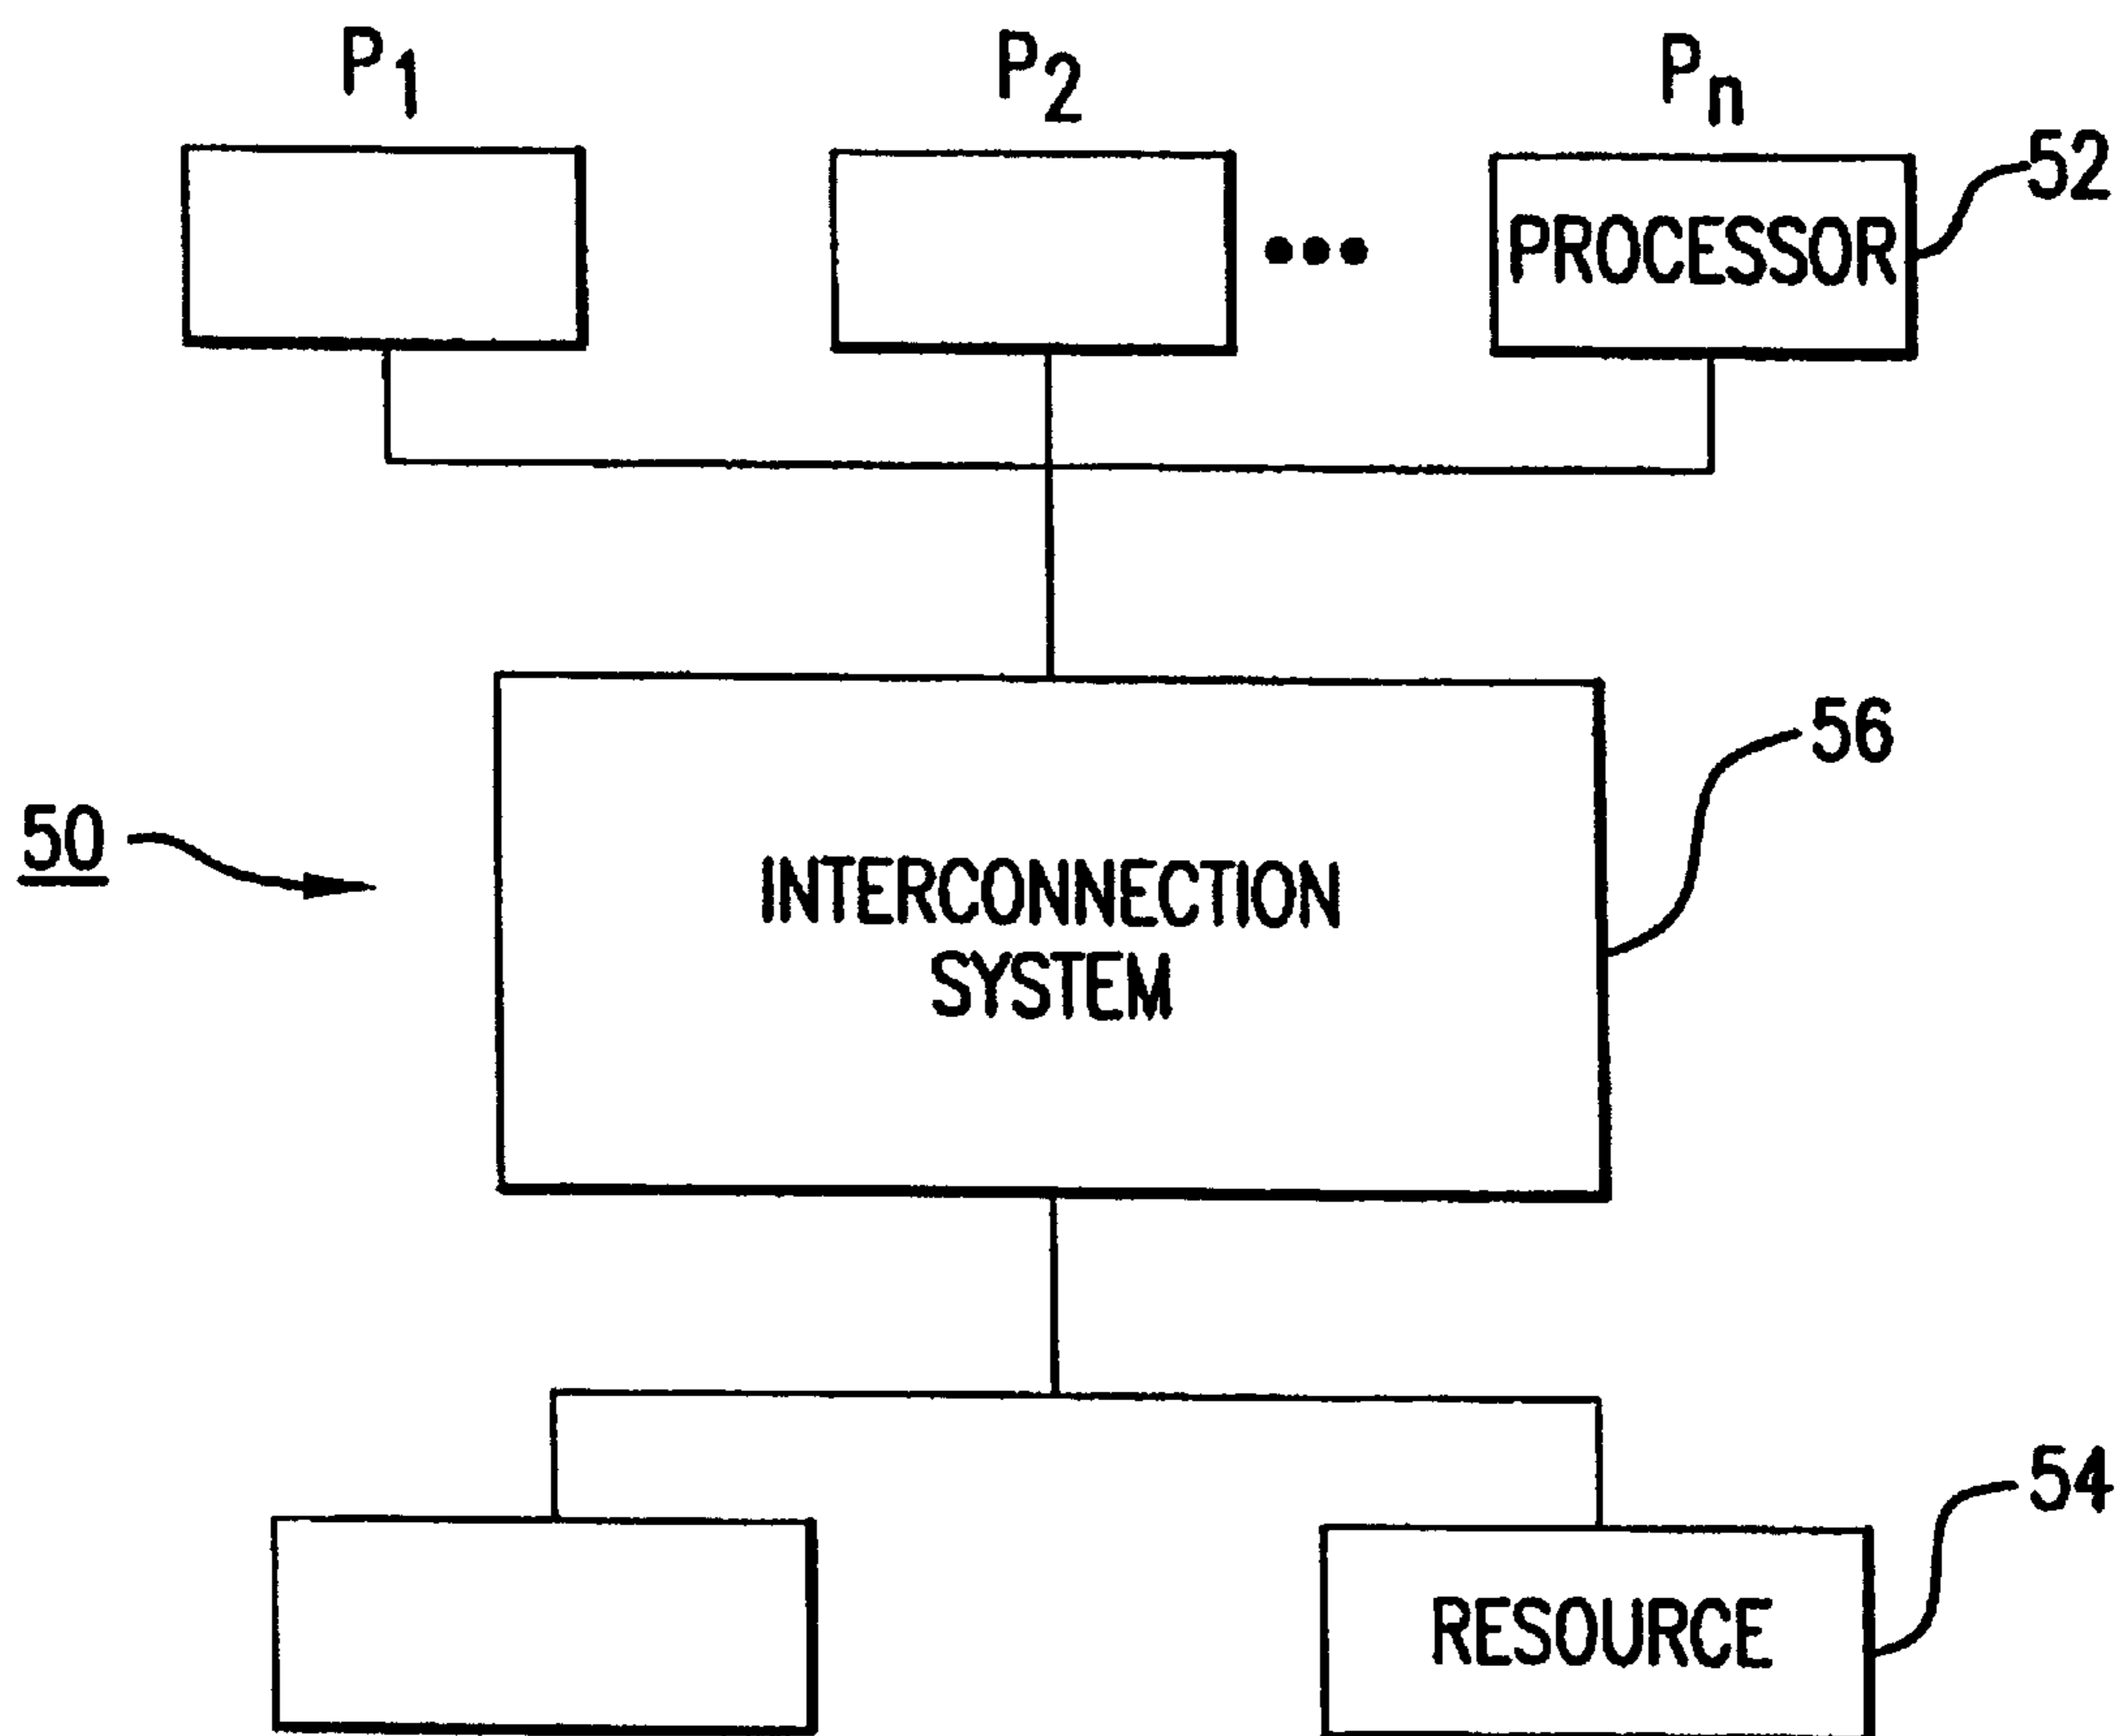 P1 P2 Pn
52
PROCESSOR
56
50
INTERCONNECTION
SYSTEM
54
RESOURCE